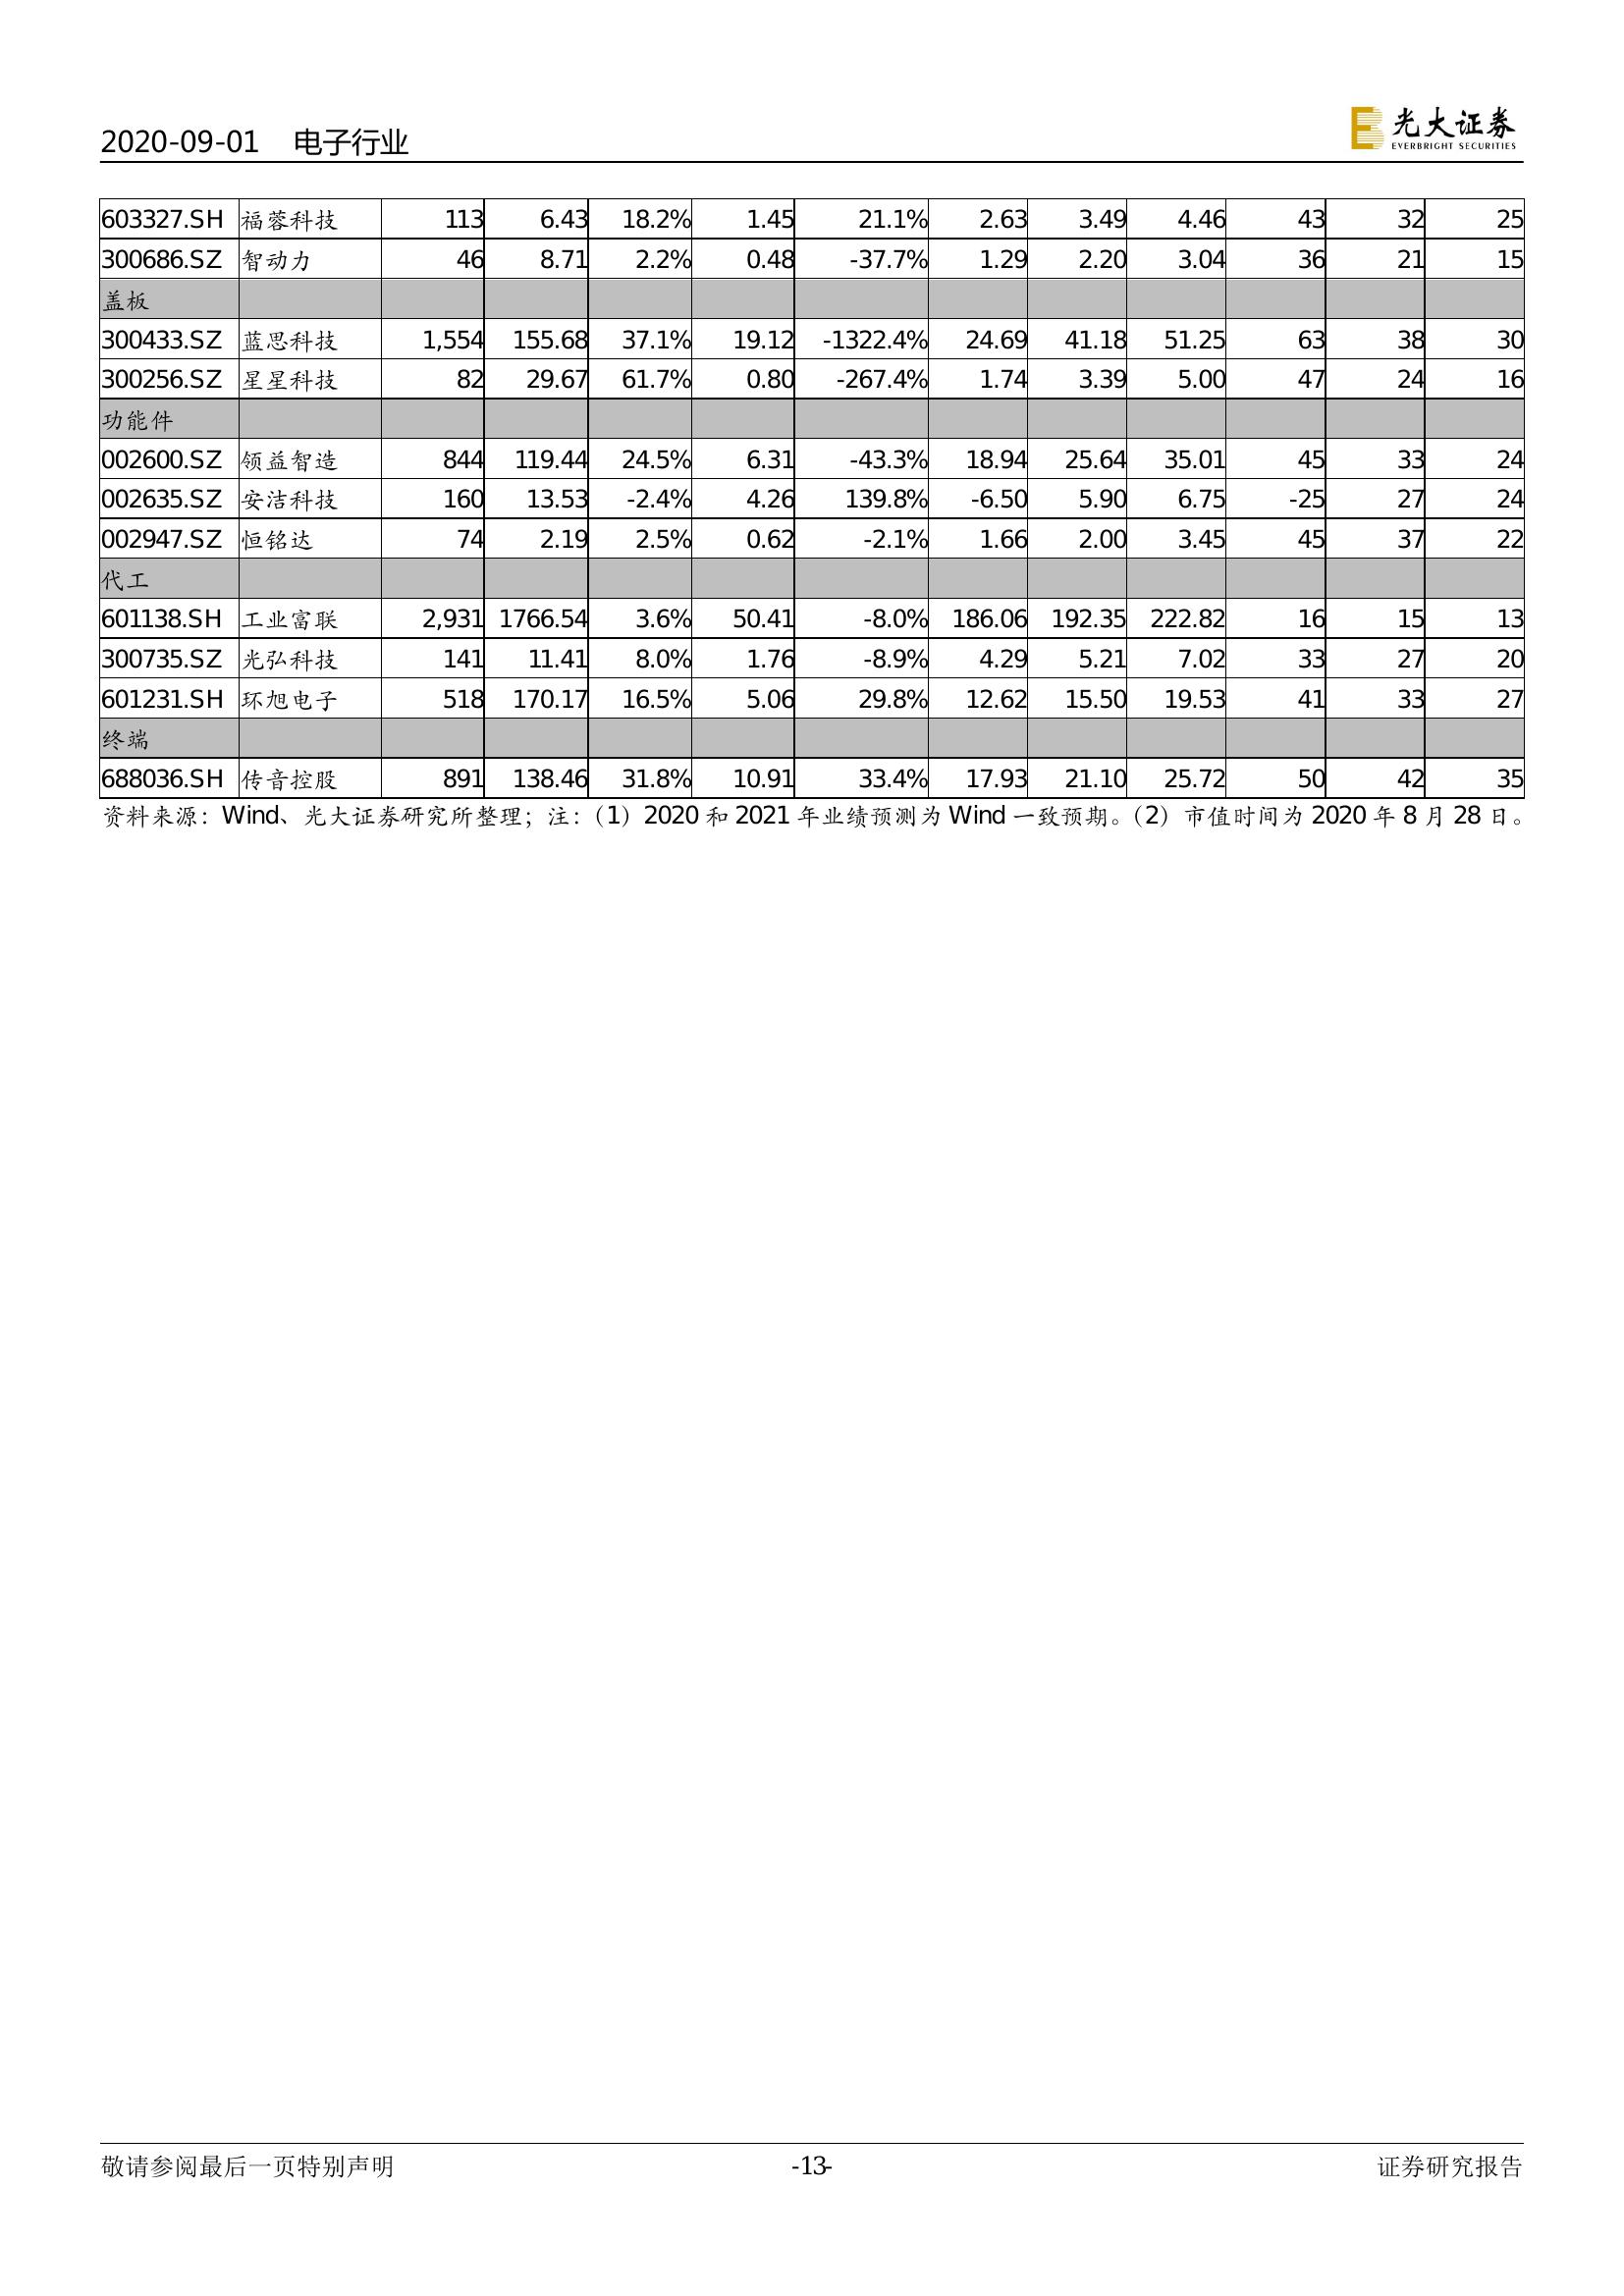 2020-09-01 电子行业
光大证券
EVERBRIGHT SECURITIES
603327.SH 福蓉科技 113 6.43 18.2% 1.45 21.1% 2.63 3.49 4.46 43 32 25
300686.SZ 智动力 46 8.71 2.2% 0.48 -37.7% 1.29 2.20 3.04 36 21 15
盖板
300433.SZ 蓝思科技 1,554 155.68 37.1% 19.12 -1322.4% 24.69 41.18 51.25 63 38 30
300256.SZ 星星科技 82 29.67 61.7% 0.80 -267.4% 1.74 3.39 5.00 47 24 16
功能件
002600.SZ 领益智造 844 119.44 24.5% 6.31 -43.3% 18.94 25.64 35.01 45 33 24
002635.SZ 安洁科技 160 13.53 -2.4% 4.26 139.8% -6.50 5.90 6.75 -25 27 24
002947.SZ 恒铭达 74 2.19 2.5% 0.62 -2.1% 1.66 2.00 3.45 45 37 22
代工
601138.SH 工业富联 2,931 1766.54 3.6% 50.41 -8.0% 186.06 192.35 222.82 16 15 13
300735.SZ 光弘科技 141 11.41 8.0% 1.76 -8.9% 4.29 5.21 7.02 33 27 20
601231.SH 环旭电子 518 170.17 16.5% 5.06 29.8% 12.62 15.50 19.53 41 33 27
终端
688036.SH 传音控股 891 138.46 31.8% 10.91 33.4% 17.93 21.10 25.72 50 42 35
资料来源：Wind、光大证券研究所整理；注：（1）2020 和 2021 年业绩预测为 Wind 一致预期。（2）市值时间为 2020 年 8 月 28 日。
敬请参阅最后一页特别声明 -13- 证券研究报告